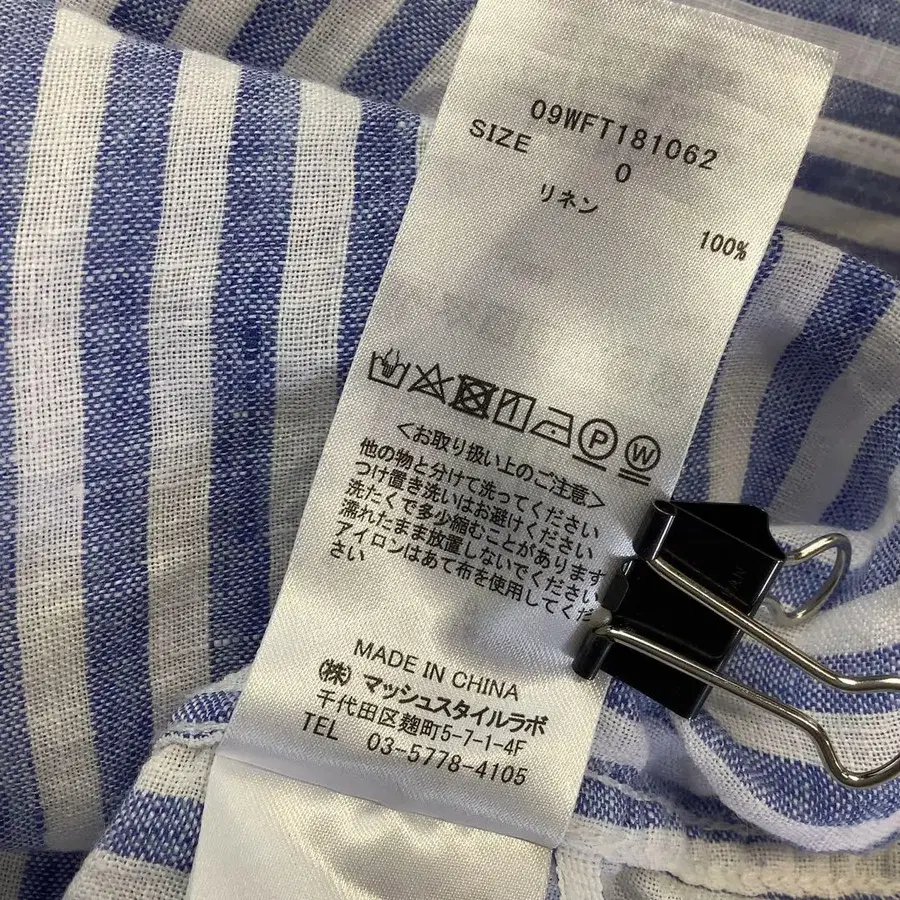 09WFT181062
SIZE 0
リネン 100%
P W
<お取り扱い上のご注意>
他の物と分けて洗ってください
つけ置き洗いはお避けください
洗たくで多少縮むことがあります
濡れたまま放置しないでください
アイロンはあて布を使用してくだ
さい
MADE IN CHINA
(株)マッシュスタイルラボ
千代田区麹町5-7-1-4F
TEL 03-5778-4105